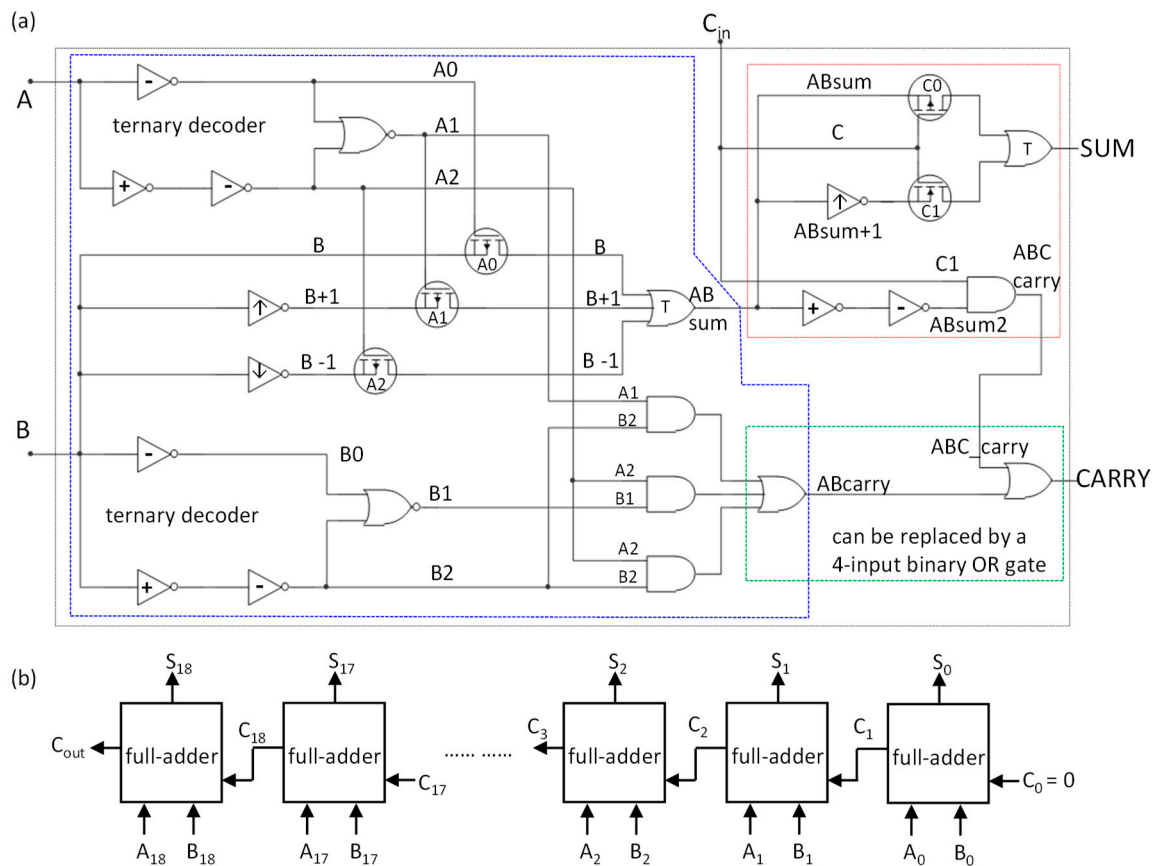 (a)
C_in
A
-
A0
ternary decoder
A1
+
-
A2
B
A0
B
↑
B+1
A1
B+1
T
AB
sum
↓
B -1
A2
B -1
ABsum
C0
C
T
SUM
↑
C1
ABsum+1
C1
ABC
carry
+
-
ABsum2
B
-
B0
ternary decoder
B1
+
-
B2
A1
B2
A2
B1
A2
B2
ABC_carry
ABcarry
CARRY
can be replaced by a
4-input binary OR gate
(b)
S18
S17
S2
S1
S0
Cout
full-adder
C18
full-adder
C17
...... ......
C3
full-adder
C2
full-adder
C1
full-adder
C0 = 0
A18 B18
A17 B17
A2 B2
A1 B1
A0 B0